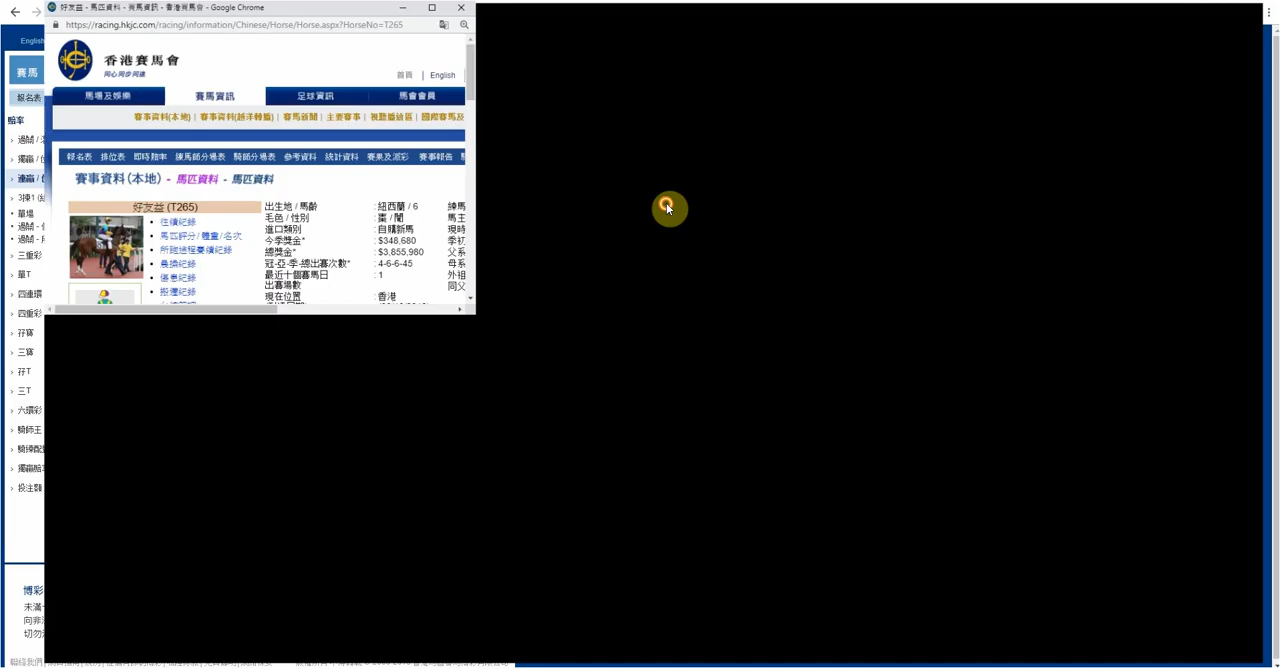 好友益 - 馬匹資料 - 賽馬資訊 - 香港賽馬會 - Google Chrome
https://racing.hkjc.com/racing/information/Chinese/Horse/Horse.aspx?HorseNo=T265
English
香港賽馬會
同心同步同進
首頁 | English
賽馬
馬場及娛樂 賽馬資訊 足球資訊 馬會會員
報名表
賽事資料(本地) | 賽事資料(越洋轉播) | 賽馬新聞 | 主要賽事 | 視聽播放區 | 國際賽馬及
賠率
過關 /
報名表 排位表 即時賠率 練馬師分場表 騎師分場表 參考資料 統計資料 賽果及派彩 賽事報告
獨贏 /
連贏 /
賽事資料(本地) - 馬匹資料 - 馬匹資料
3揀1
單場
過關 -
過關 -
三重彩
單T
四連環
四重彩
孖寶
三寶
孖T
三T
六環彩
騎師王
騎練配
獨贏賠
投注額
好友益 (T265)
往績紀錄
馬匹評分/體重/名次
所跑途程賽績紀錄
晨操紀錄
傷患紀錄
搬遷紀錄
出生地 / 馬齡 : 紐西蘭 / 6
毛色 / 性別 : 棗 / 閹
進口類別 : 自購新馬
今季獎金* : $348,680
總獎金* : $3,855,980
冠-亞-季-總出賽次數* : 4-6-6-45
最近十個賽馬日 : 1
出賽場數
現在位置 : 香港
練馬
馬主
現時
季初
父系
母系
外祖
同父
博彩
未滿
向非
切勿
聯絡我們